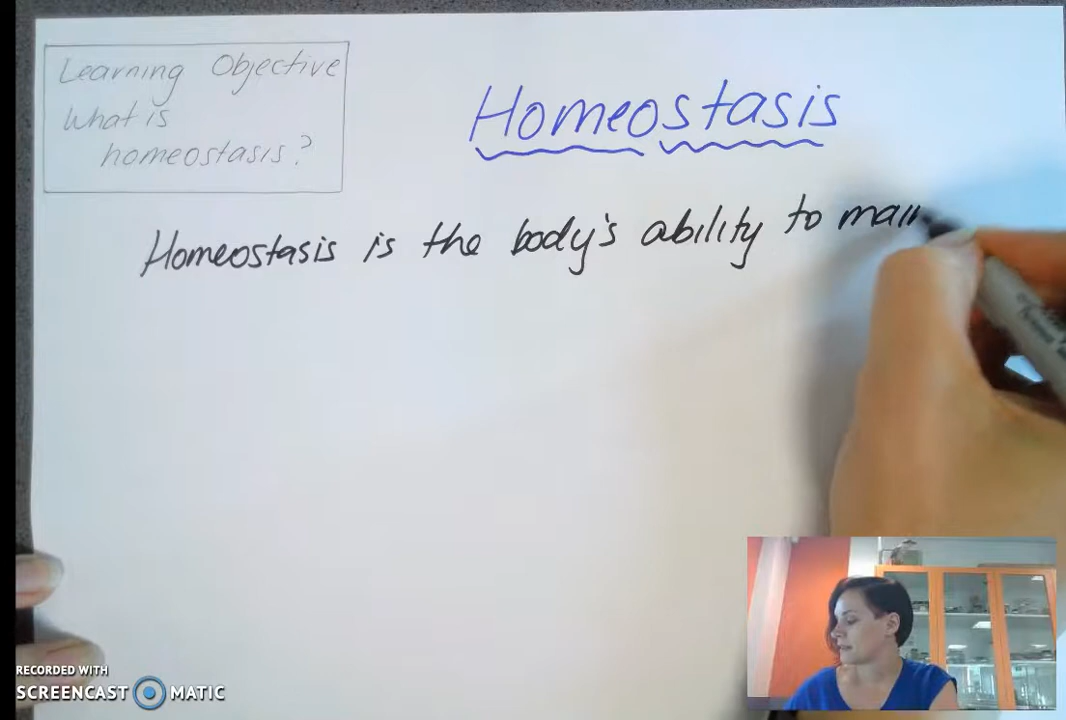 Learning Objective
What is
homeostasis?
Homeostasis
Homeostasis is the body's ability to
RECORDED WITH
SCREENCAST MATIC